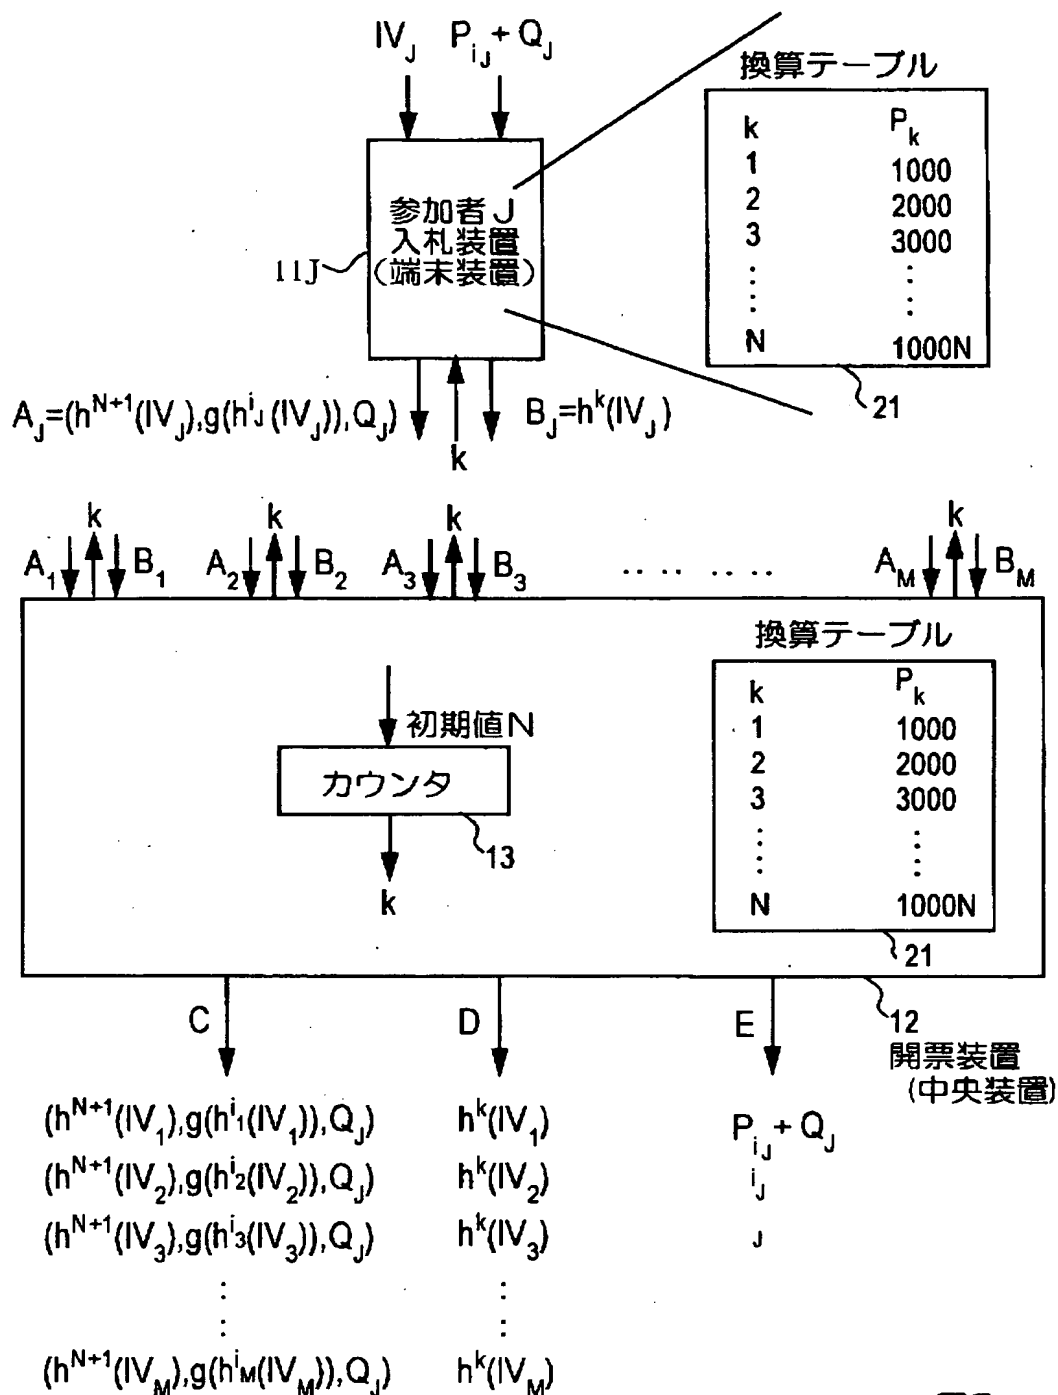 IV_J P_{i_J} + Q_J
換算テーブル
k P_k
1 1000
2 2000
3 3000
N 1000N
21
参加者J
入札装置
(端末装置)
11J
A_J=(h^{N+1}(IV_J),g(h^{i_J}(IV_J)),Q_J)
k
B_J=h^k(IV_J)
A_1 k B_1 A_2 k B_2 A_3 k B_3 ‥ ‥ ‥ ‥ A_M k B_M
換算テーブル
k P_k
1 1000
2 2000
3 3000
N 1000N
21
初期値N
カウンタ
13
k
C D E
12
開票装置
(中央装置)
(h^{N+1}(IV_1),g(h^{i_1}(IV_1)),Q_J) h^k(IV_1) P_{i_J} + Q_J
(h^{N+1}(IV_2),g(h^{i_2}(IV_2)),Q_J) h^k(IV_2) i_J
(h^{N+1}(IV_3),g(h^{i_3}(IV_3)),Q_J) h^k(IV_3) J
(h^{N+1}(IV_M),g(h^{i_M}(IV_M)),Q_J) h^k(IV_M)